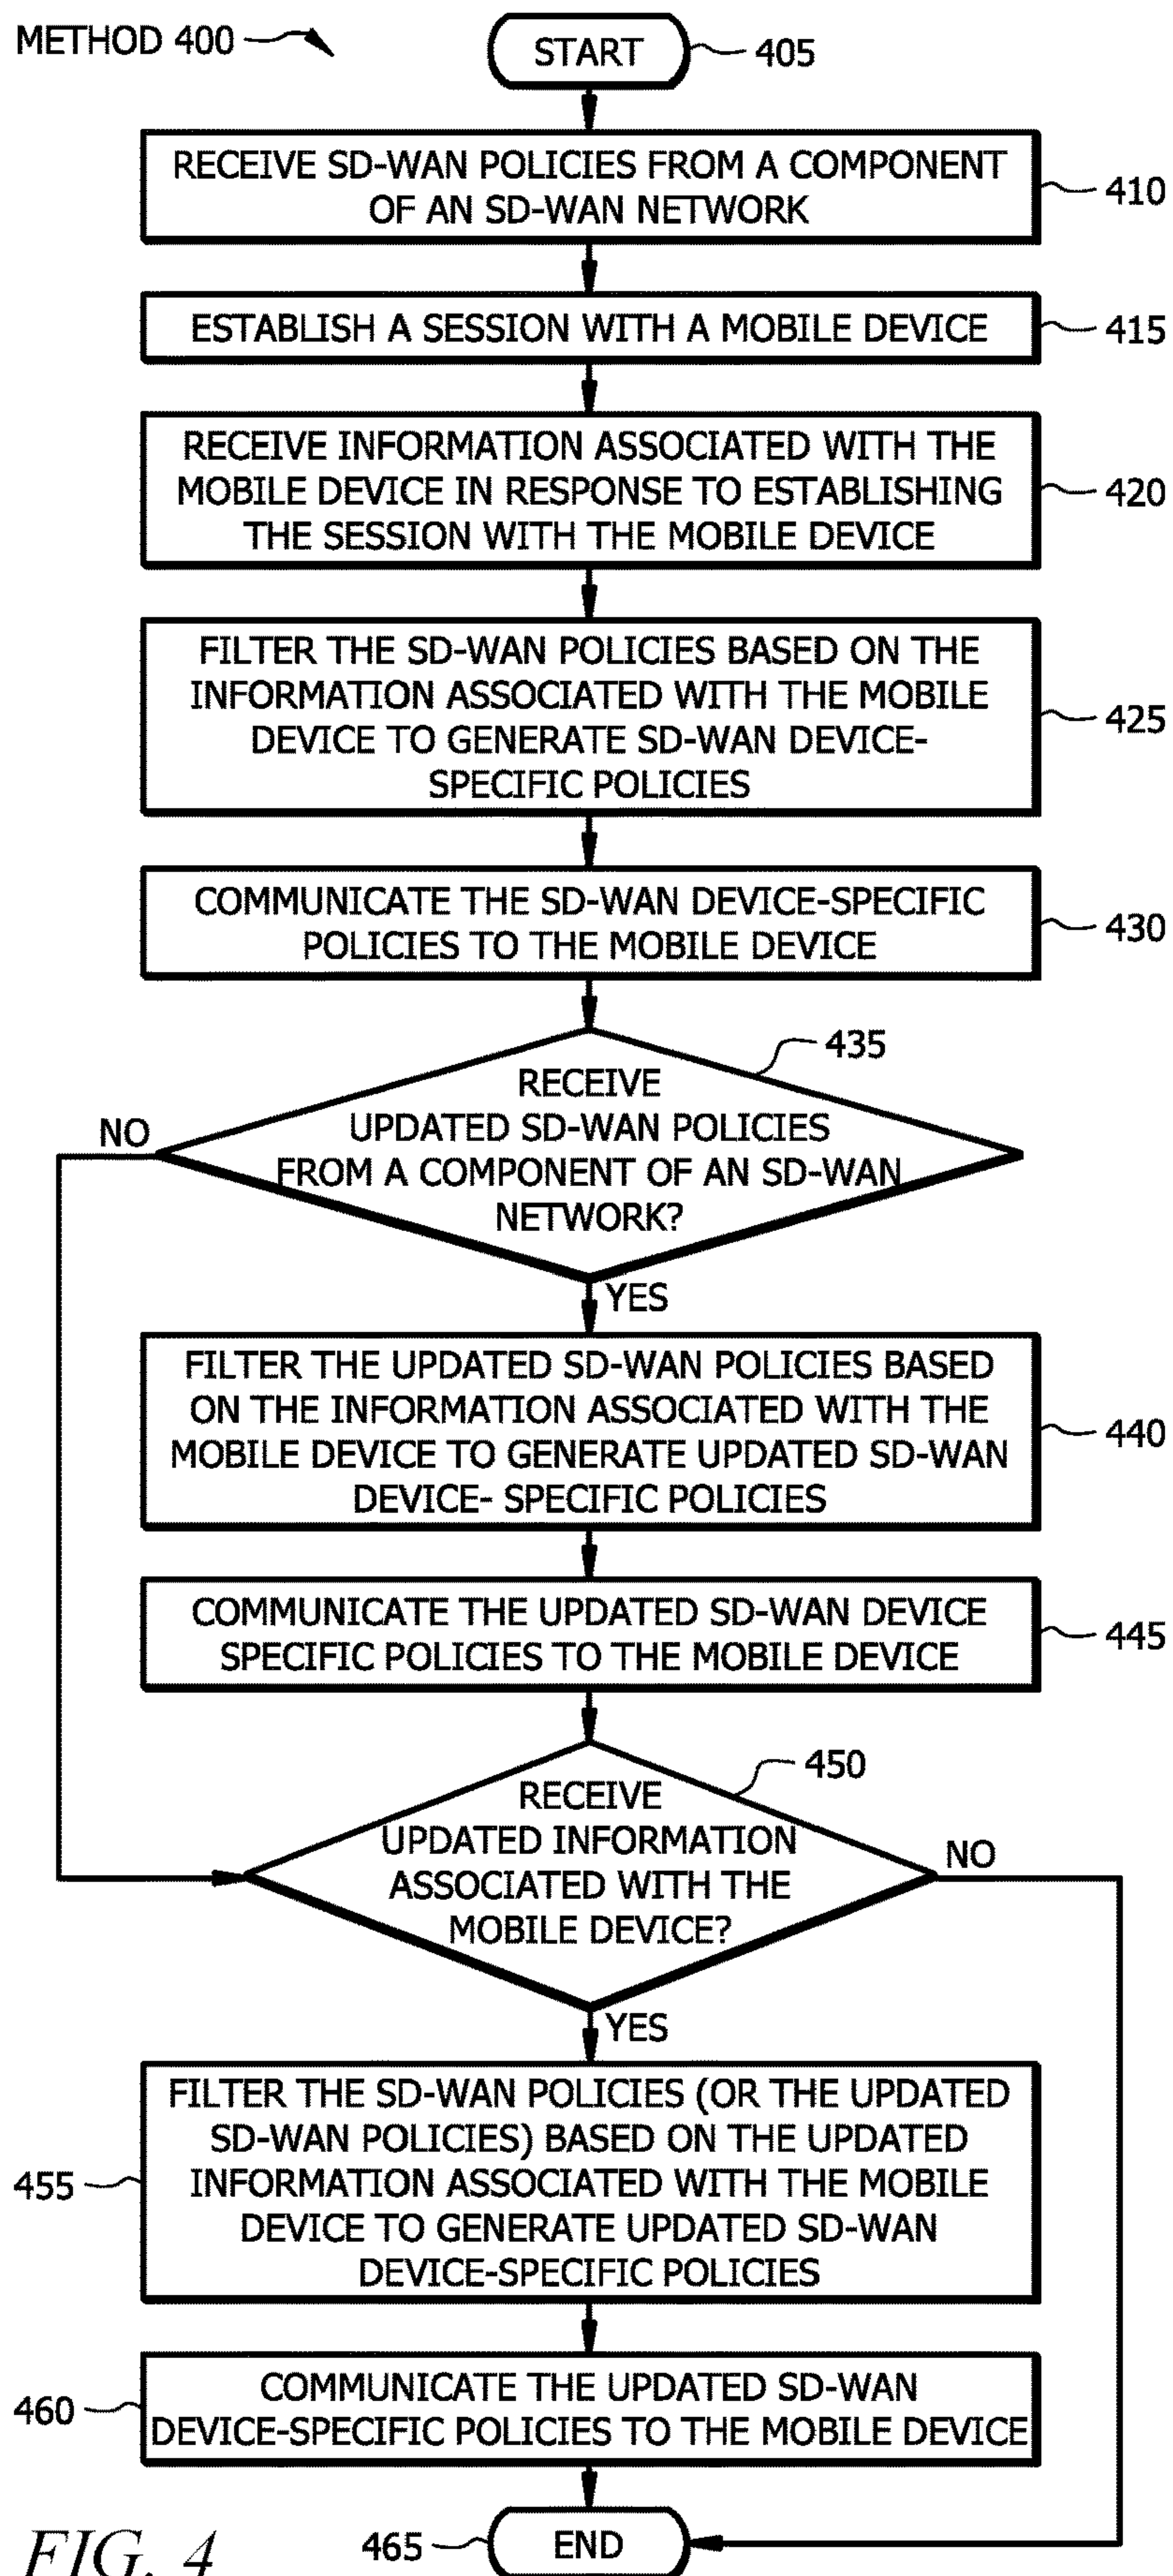 METHOD 400
START
405
RECEIVE SD-WAN POLICIES FROM A COMPONENT
OF AN SD-WAN NETWORK
410
ESTABLISH A SESSION WITH A MOBILE DEVICE
415
RECEIVE INFORMATION ASSOCIATED WITH THE
MOBILE DEVICE IN RESPONSE TO ESTABLISHING
THE SESSION WITH THE MOBILE DEVICE
420
FILTER THE SD-WAN POLICIES BASED ON THE
INFORMATION ASSOCIATED WITH THE MOBILE
DEVICE TO GENERATE SD-WAN DEVICE-
SPECIFIC POLICIES
425
COMMUNICATE THE SD-WAN DEVICE-SPECIFIC
POLICIES TO THE MOBILE DEVICE
430
435
RECEIVE
UPDATED SD-WAN POLICIES
FROM A COMPONENT OF AN SD-WAN
NETWORK?
NO
YES
FILTER THE UPDATED SD-WAN POLICIES BASED
ON THE INFORMATION ASSOCIATED WITH THE
MOBILE DEVICE TO GENERATE UPDATED SD-WAN
DEVICE- SPECIFIC POLICIES
440
COMMUNICATE THE UPDATED SD-WAN DEVICE
SPECIFIC POLICIES TO THE MOBILE DEVICE
445
450
RECEIVE
UPDATED INFORMATION
ASSOCIATED WITH THE
MOBILE DEVICE?
NO
YES
FILTER THE SD-WAN POLICIES (OR THE UPDATED
SD-WAN POLICIES) BASED ON THE UPDATED
INFORMATION ASSOCIATED WITH THE MOBILE
DEVICE TO GENERATE UPDATED SD-WAN
DEVICE-SPECIFIC POLICIES
455
COMMUNICATE THE UPDATED SD-WAN
DEVICE-SPECIFIC POLICIES TO THE MOBILE DEVICE
460
END
465
FIG. 4